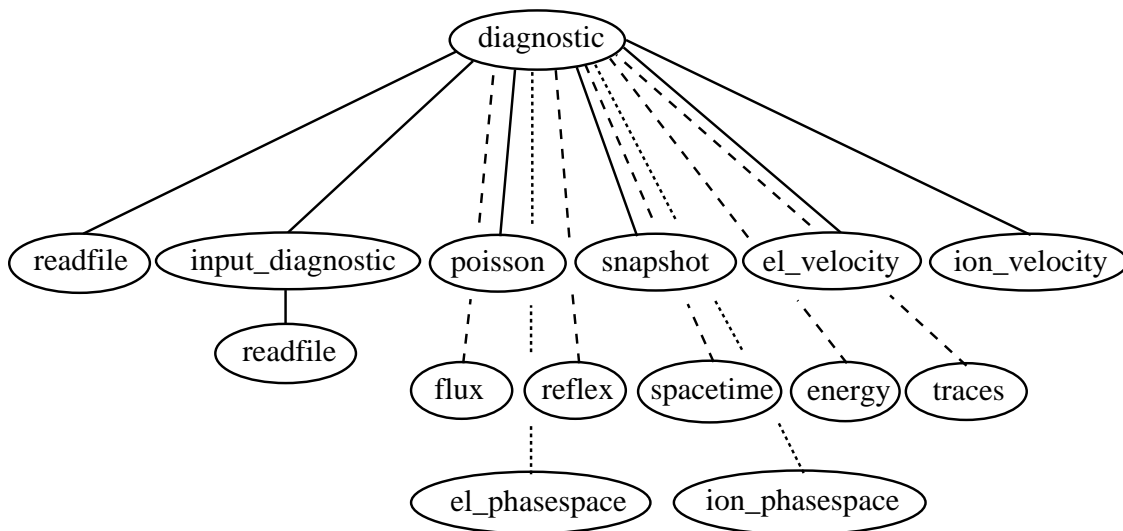 diagnostic
readfile input_diagnostic poisson snapshot el_velocity ion_velocity
readfile
flux reflex spacetime energy traces
el_phasespace ion_phasespace